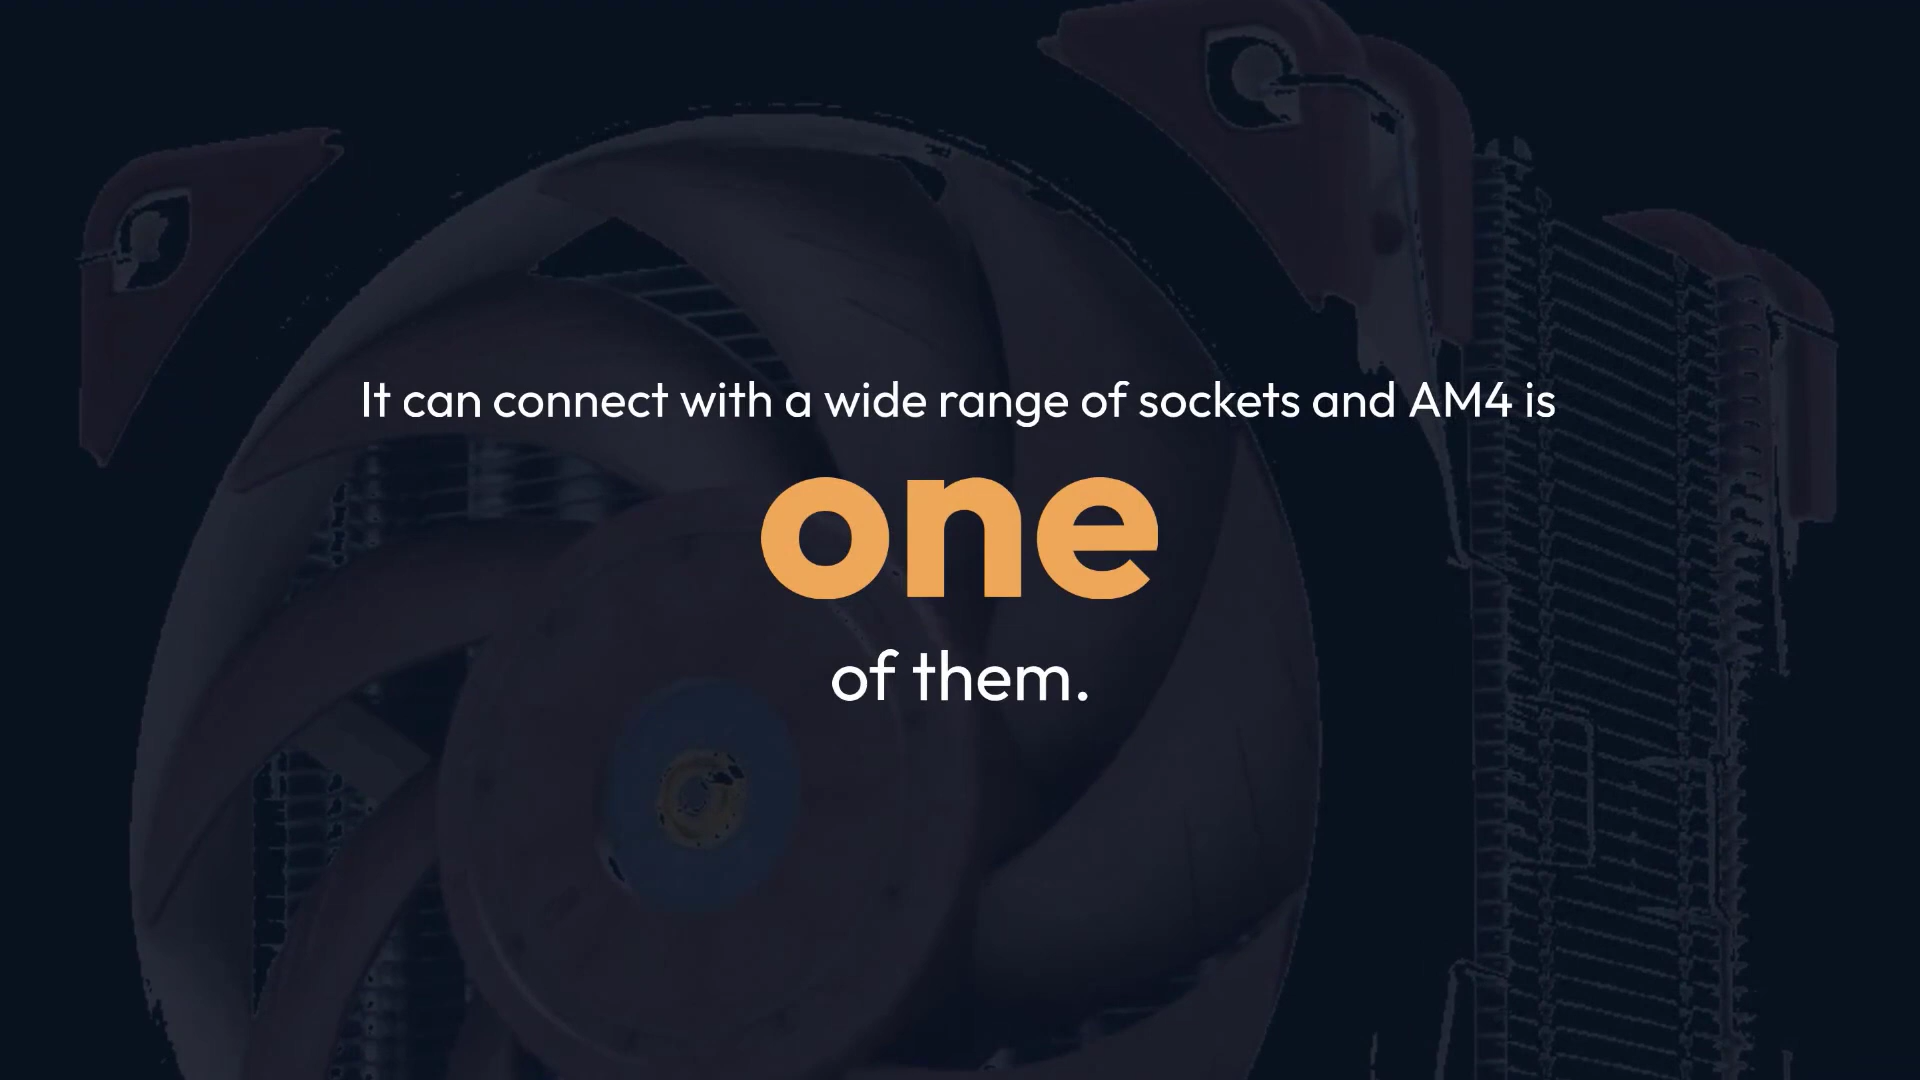 It can connect with a wide range of sockets and AM4 is
one
of them.